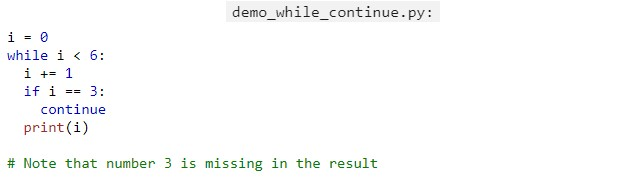 demo_while_continue.py:
i = 0
while i < 6:
  i += 1
  if i == 3:
    continue
  print(i)
# Note that number 3 is missing in the result